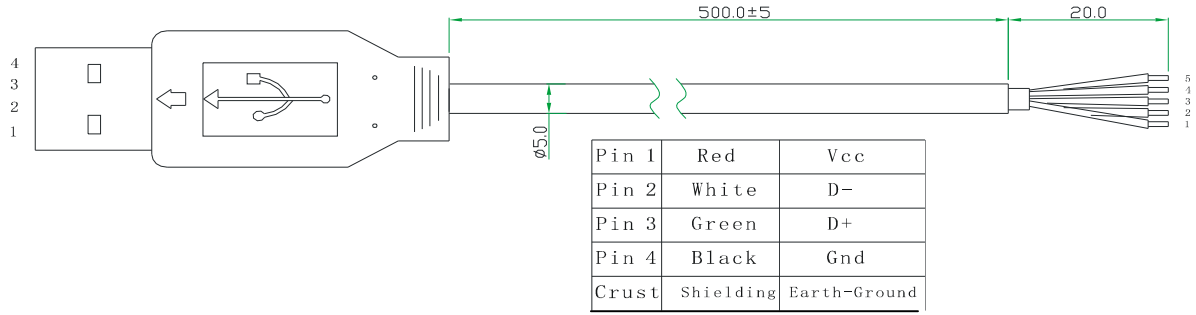 500.0±5
20.0
4
3
2
1
5
4
3
2
1
ø5.0
Pin 1 Red Vcc
Pin 2 White D-
Pin 3 Green D+
Pin 4 Black Gnd
Crust Shielding Earth-Ground